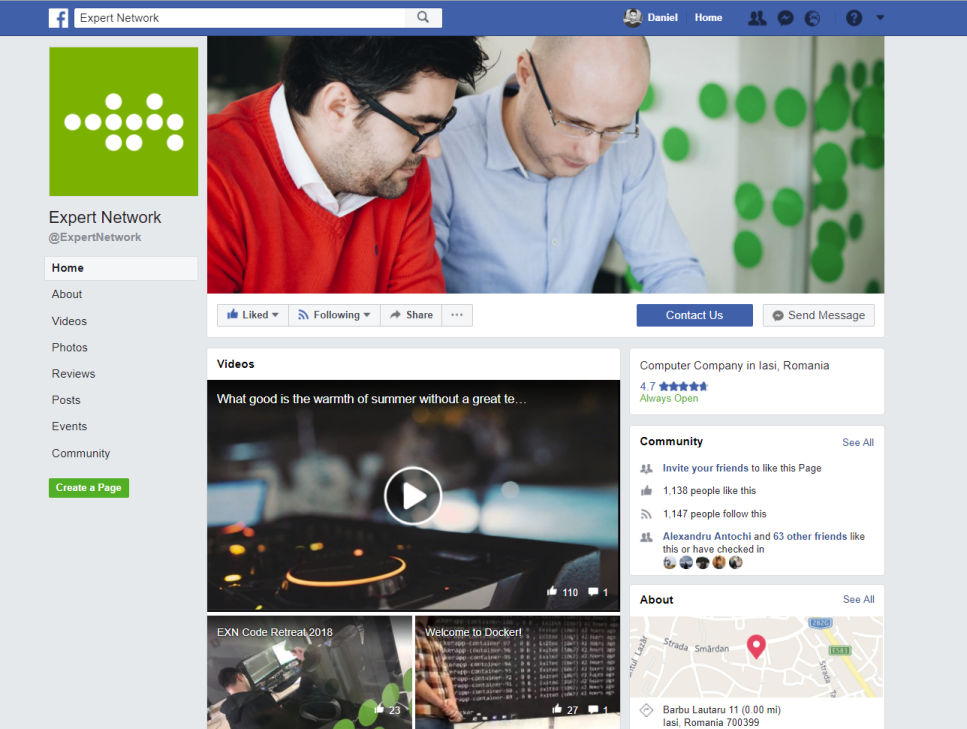 Expert Network
Daniel
Home
Expert Network
@ExpertNetwork
Home
About
Videos
Photos
Reviews
Posts
Events
Community
Create a Page
Liked
Following
Share
Contact Us
Send Message
Videos
What good is the warmth of summer without a great te…
110
1
EXN Code Retreat 2018
23
Welcome to Docker!
27
1
Computer Company in Iasi, Romania
4.7
Always Open
Community
See All
Invite your friends to like this Page
1,138 people like this
1,147 people follow this
Alexandru Antochi and 63 other friends like
this or have checked in
About
See All
Strada Smârdan
Strada
E583
Barbu Lautaru 11 (0.00 mi)
Iasi, Romania 700399